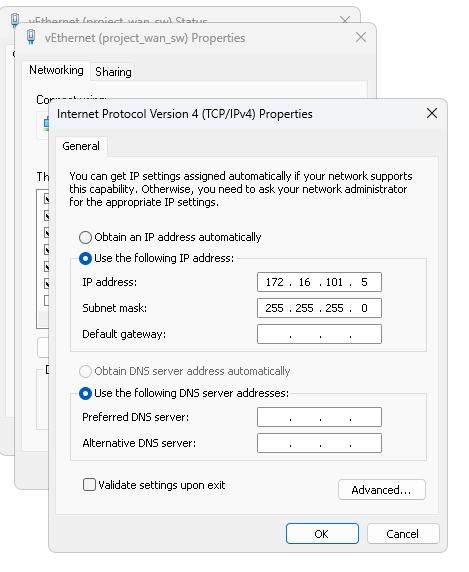 vEthernet (project_wan_sw) Status
vEthernet (project_wan_sw) Properties
Networking
Sharing
Internet Protocol Version 4 (TCP/IPv4) Properties
General
You can get IP settings assigned automatically if your network supports
this capability. Otherwise, you need to ask your network administrator
for the appropriate IP settings.
Obtain an IP address automatically
Use the following IP address:
IP address:
172 . 16 . 101 . 5
Subnet mask:
255 . 255 . 255 . 0
Default gateway:
. . .
Obtain DNS server address automatically
Use the following DNS server addresses:
Preferred DNS server:
. . .
Alternative DNS server:
. . .
Validate settings upon exit
Advanced...
OK
Cancel